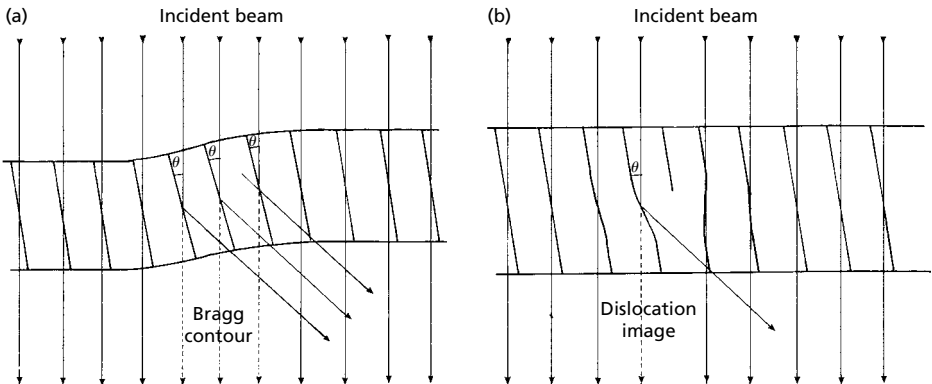 (a)
Incident beam
θ
θ
θ
Bragg
contour
(b)
Incident beam
θ
Dislocation
image